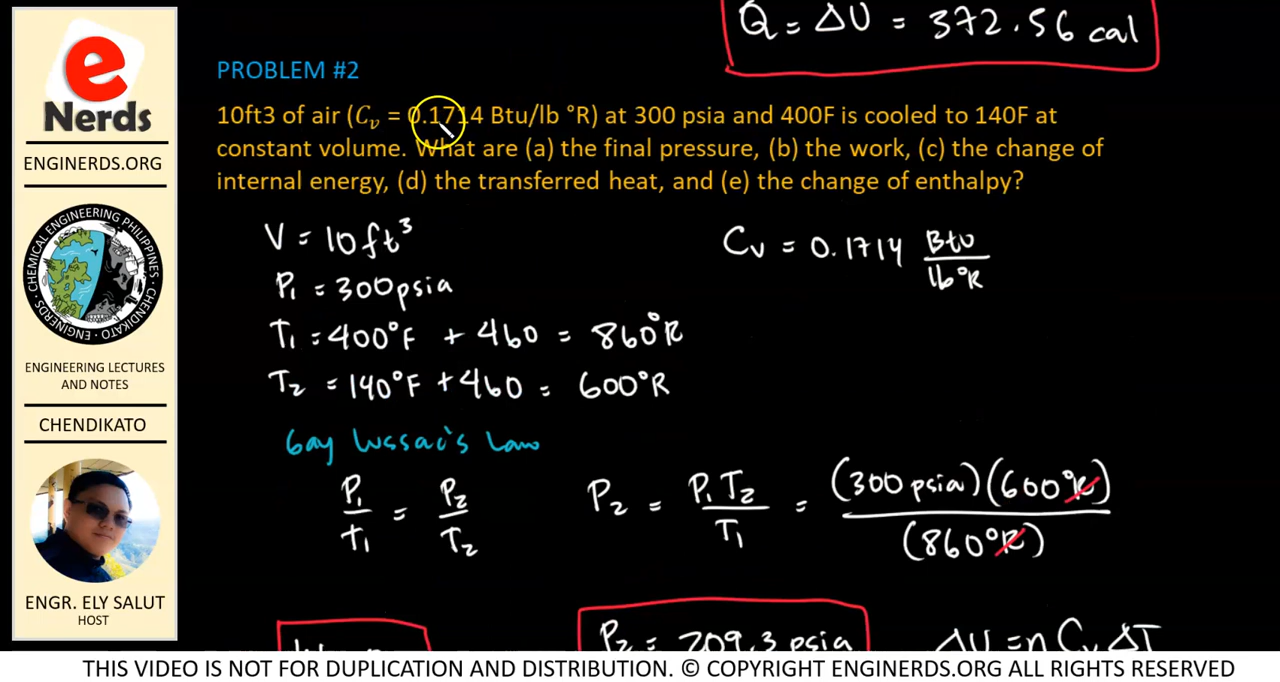 Q = ΔU = 372.56 cal
e
Nerds
ENGINERDS.ORG
CHEMICAL ENGINEERING PHILIPPINES
CHENDIKATO ENGINERDS.ORG
ENGINEERING LECTURES
AND NOTES
CHENDIKATO
ENGR. ELY SALUT
HOST
PROBLEM #2
10ft3 of air (Cv = 0.1714 Btu/lb °R) at 300 psia and 400F is cooled to 140F at
constant volume. What are (a) the final pressure, (b) the work, (c) the change of
internal energy, (d) the transferred heat, and (e) the change of enthalpy?
V = 10ft³
Cv = 0.1714 Btu/lb°R
P₁ = 300psia
T₁ = 400°F + 460 = 860°R
T₂ = 140°F + 460 = 600°R
Gay Lussac's Law
P₁/T₁ = P₂/T₂
P₂ = P₁T₂/T₁ = (300psia)(600°R)/(860°R)
P₂ = 209.3 psia
ΔU = n Cv ΔT
THIS VIDEO IS NOT FOR DUPLICATION AND DISTRIBUTION. © COPYRIGHT ENGINERDS.ORG ALL RIGHTS RESERVED